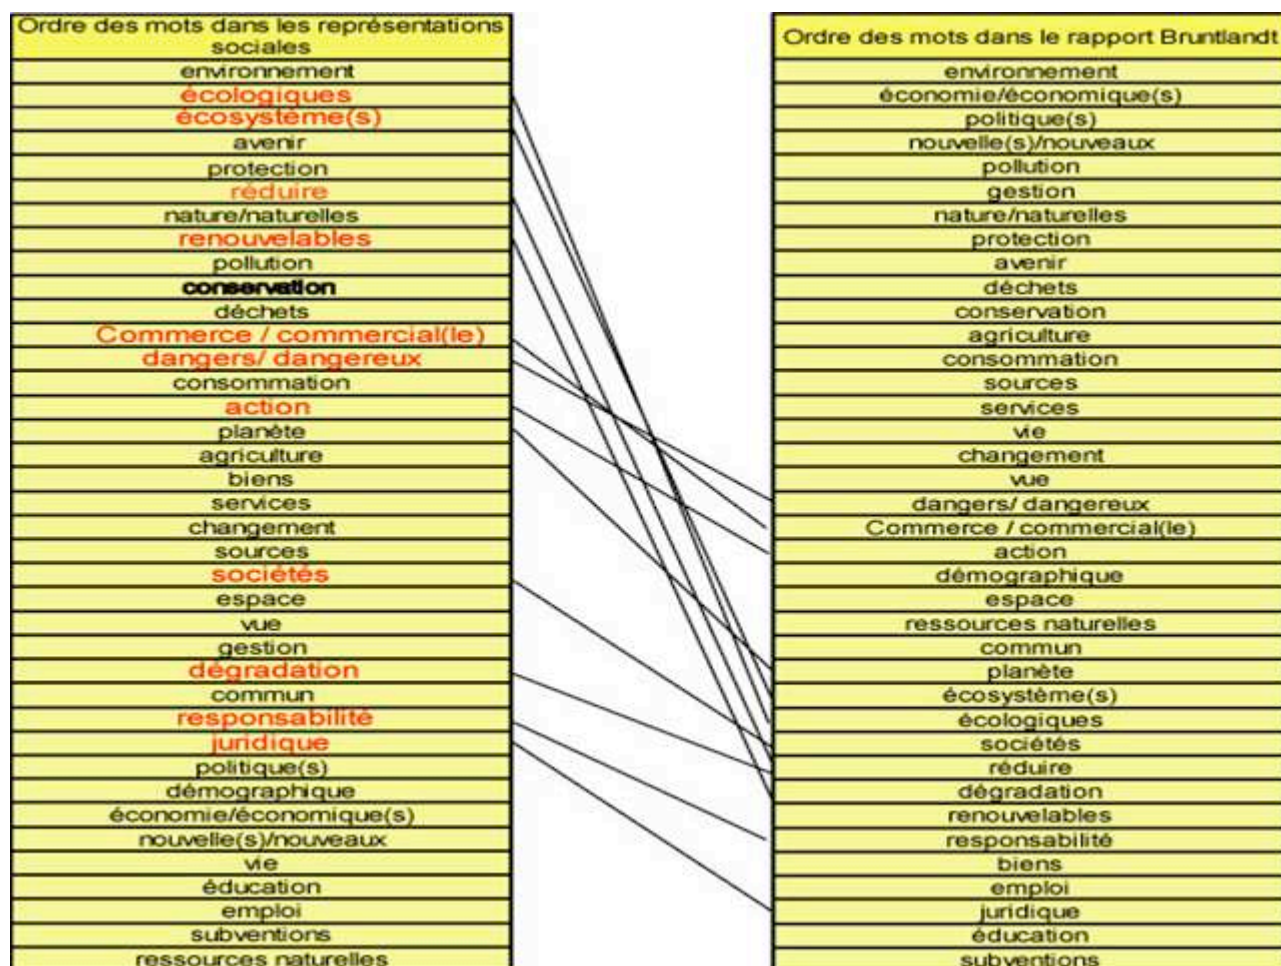 Ordre des mots dans les représentations
sociales
environnement
écologiques
écosystème(s)
avenir
protection
réduire
nature/naturelles
renouvelables
pollution
conservation
déchets
Commerce / commercial(le)
dangers/ dangereux
consommation
action
planète
agriculture
biens
services
changement
sources
sociétés
espace
vue
gestion
dégradation
commun
responsabilité
juridique
politique(s)
démographique
économie/économique(s)
nouvelle(s)/nouveaux
vie
éducation
emploi
subventions
ressources naturelles
Ordre des mots dans le rapport Bruntlandt
environnement
économie/économique(s)
politique(s)
nouvelle(s)/nouveaux
pollution
gestion
nature/naturelles
protection
avenir
déchets
conservation
agriculture
consommation
sources
services
vie
changement
vue
dangers/ dangereux
Commerce / commercial(le)
action
démographique
espace
ressources naturelles
commun
planète
écosystème(s)
écologiques
sociétés
réduire
dégradation
renouvelables
responsabilité
biens
emploi
juridique
éducation
subventions